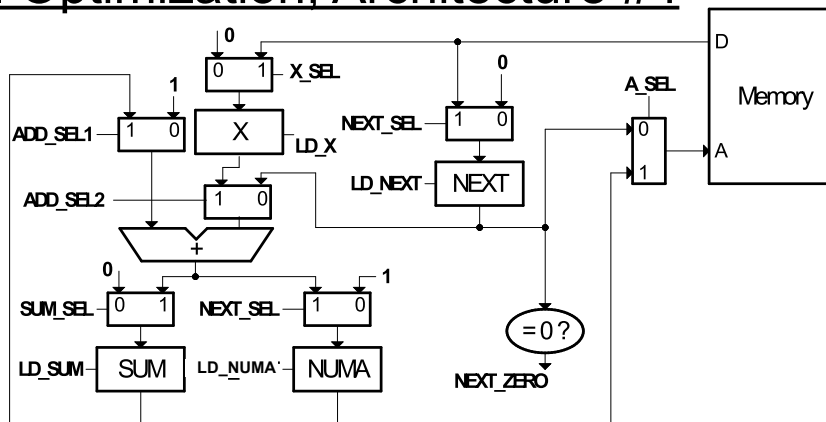 Optimization, Architecture #4
0
D
0 1 X_SEL
0
1
A_SEL
Memory
ADD_SEL1 1 0
X
LD_X
NEXT_SEL 1 0
0
A
1
LD_NEXT NEXT
ADD_SEL2 1 0
+
0
1
SUM_SEL 0 1
NEXT_SEL 1 0
=0?
LD_SUM SUM
LD_NUMA' NUMA
NEXT_ZERO